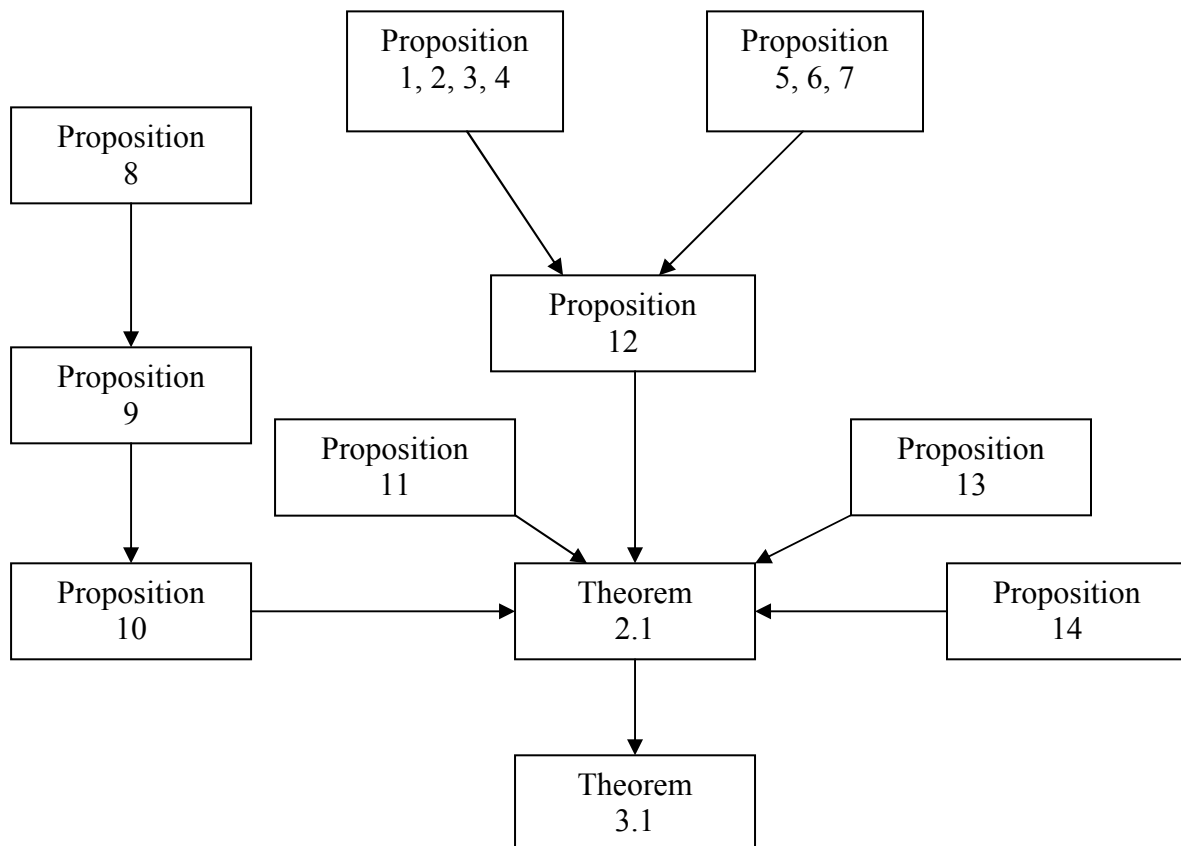 Proposition
1, 2, 3, 4
Proposition
5, 6, 7
Proposition
8
Proposition
12
Proposition
9
Proposition
11
Proposition
13
Proposition
10
Theorem
2.1
Proposition
14
Theorem
3.1